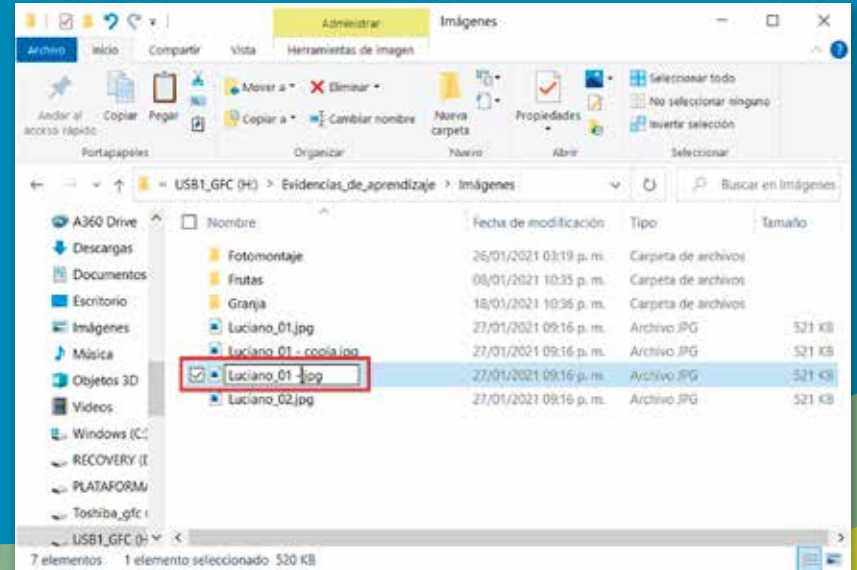 Administrar
Imágenes
Archivo
Inicio
Compartir
Vista
Herramientas de imagen
Anclar al acceso rápido
Copiar
Pegar
Mover a
Eliminar
Copiar a
Cambiar nombre
Nueva carpeta
Propiedades
Seleccionar todo
No seleccionar ninguno
Invertir selección
Portapapeles
Organizar
Nuevo
Abrir
Seleccionar
« USB1_GFC (H:) > Evidencias_de_aprendizaje > Imágenes
Buscar en Imágenes
Nombre
Fecha de modificación
Tipo
Tamaño
A360 Drive
Descargas
Documentos
Escritorio
Imágenes
Música
Objetos 3D
Videos
Windows (C:)
RECOVERY (D
PLATAFORMA
Toshiba_gfc (
USB1_GFC (H
Fotomontaje 26/01/2021 03:19 p. m. Carpeta de archivos
Frutas 08/01/2021 10:35 p. m. Carpeta de archivos
Granja 18/01/2021 10:36 p. m. Carpeta de archivos
Luciano_01.jpg 27/01/2021 09:16 p. m. Archivo JPG 521 KB
Luciano_01 - copia.jpg 27/01/2021 09:16 p. m. Archivo JPG 521 KB
Luciano_01 -.jpg 27/01/2021 09:16 p. m. Archivo JPG 521 KB
Luciano_02.jpg 27/01/2021 09:16 p. m. Archivo JPG 521 KB
7 elementos 1 elemento seleccionado 520 KB